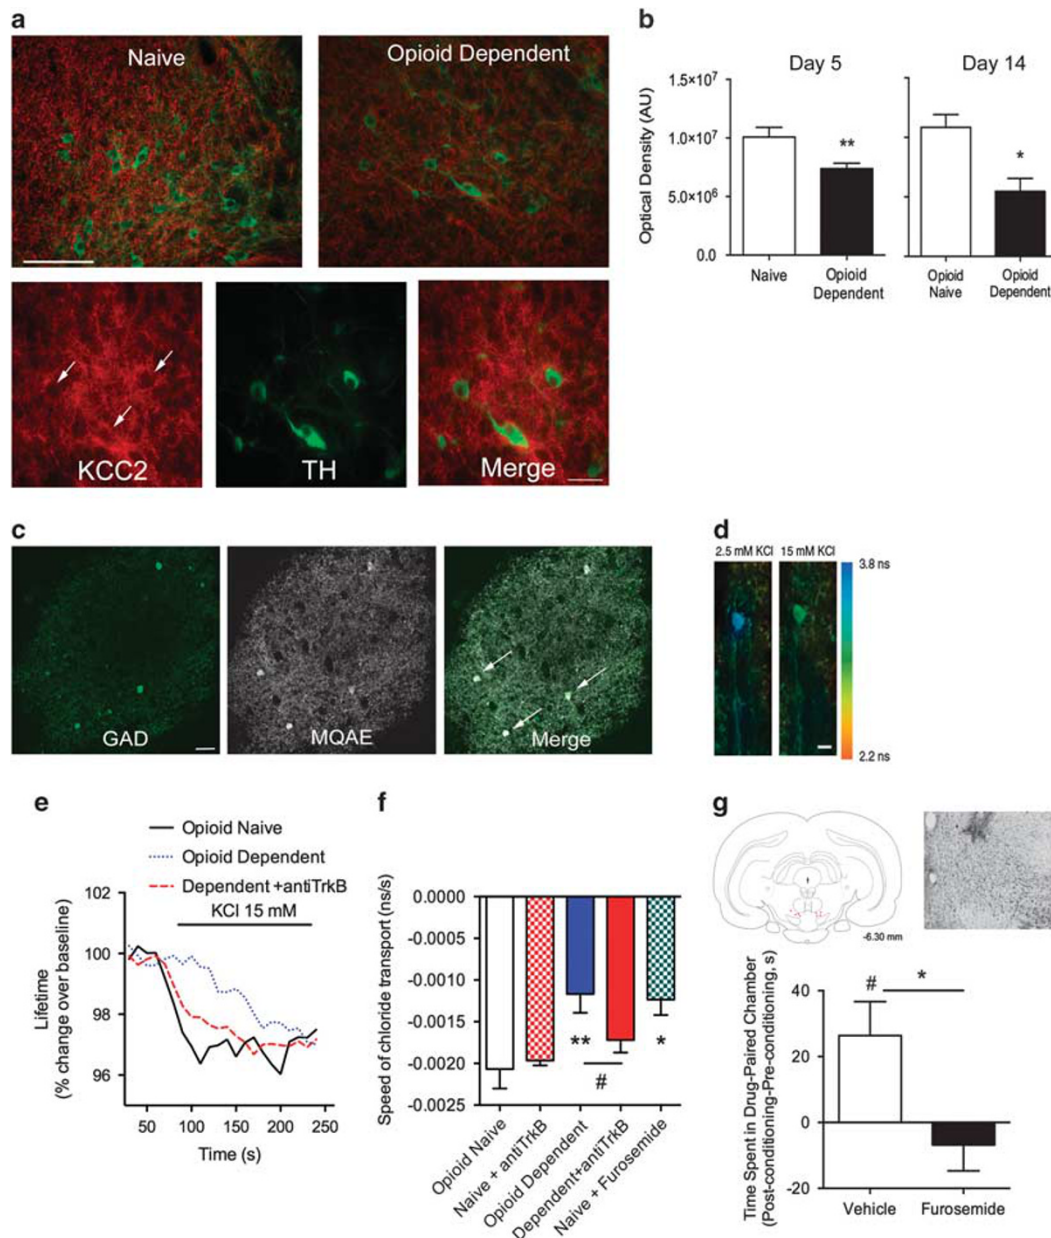 a
Naive
Opioid Dependent
KCC2
TH
Merge
b
Day 5
Day 14
Optical Density (AU)
1.5×10⁷
1.0×10⁷
5.0×10⁶
0.0
**
*
Naive
Opioid
Dependent
Opioid
Naive
Opioid
Dependent
c
GAD
MQAE
Merge
d
2.5 mM KCl
15 mM KCl
3.8 ns
2.2 ns
e
Opioid Naive
Opioid Dependent
Dependent +antiTrkB
KCl 15 mM
Lifetime
(% change over baseline)
102
100
98
96
50
100
150
200
250
Time (s)
f
Speed of chloride transport (ns/s)
0.0000
-0.0005
-0.0010
-0.0015
-0.0020
-0.0025
**
#
*
Opioid Naive
Naive + antiTrkB
Opioid Dependent
Dependent+antiTrkB
Naive + Furosemide
g
-6.30 mm
Time Spent in Drug-Paired Chamber
(Post-conditioning-Pre-conditioning, s)
40
20
0
-20
#
*
Vehicle
Furosemide